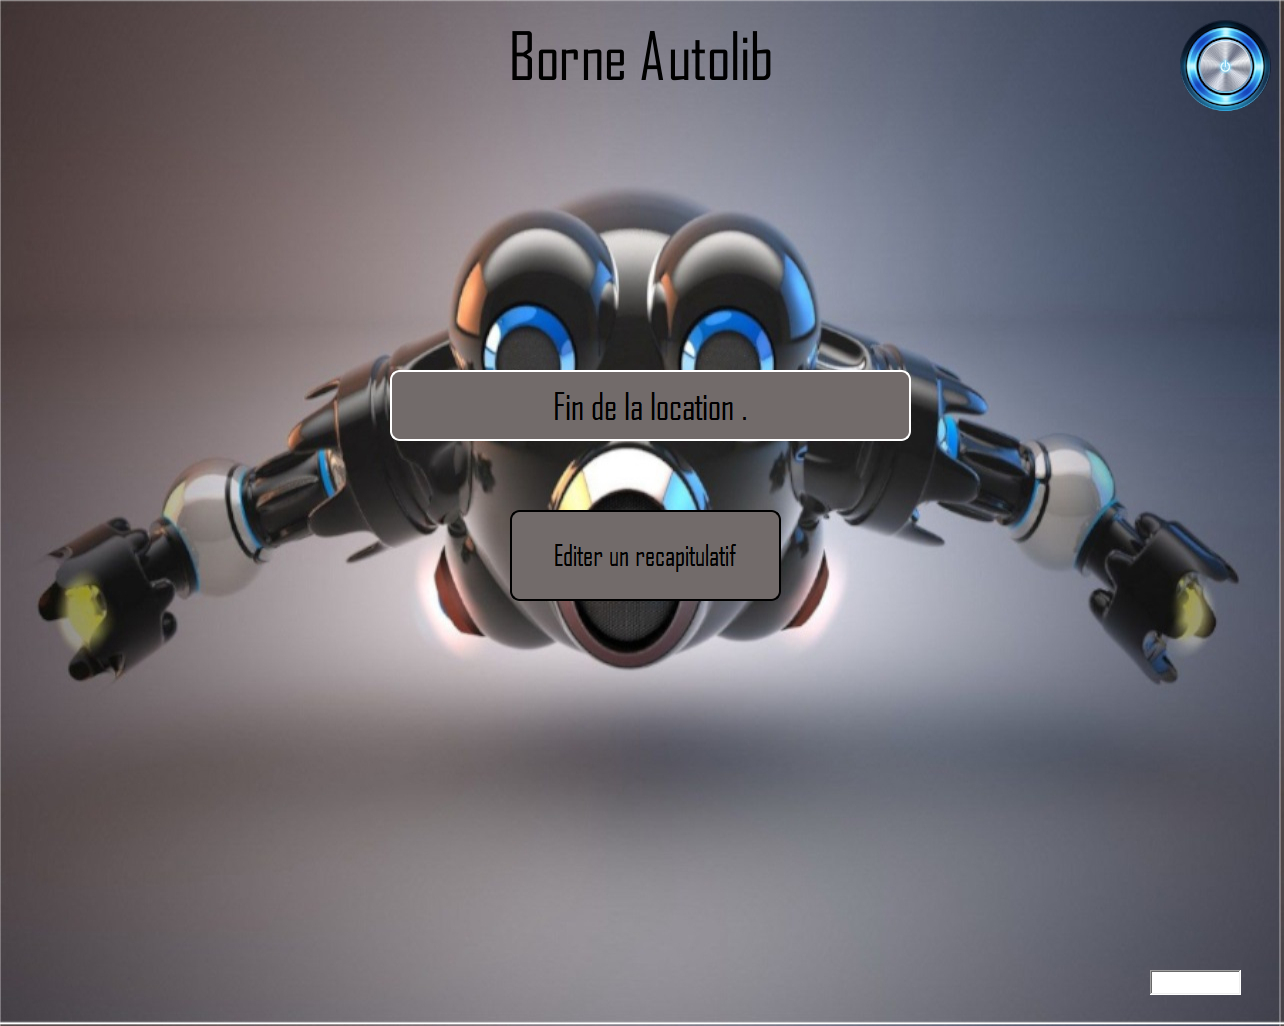 Borne Autolib
Fin de la location .
Editer un recapitulatif